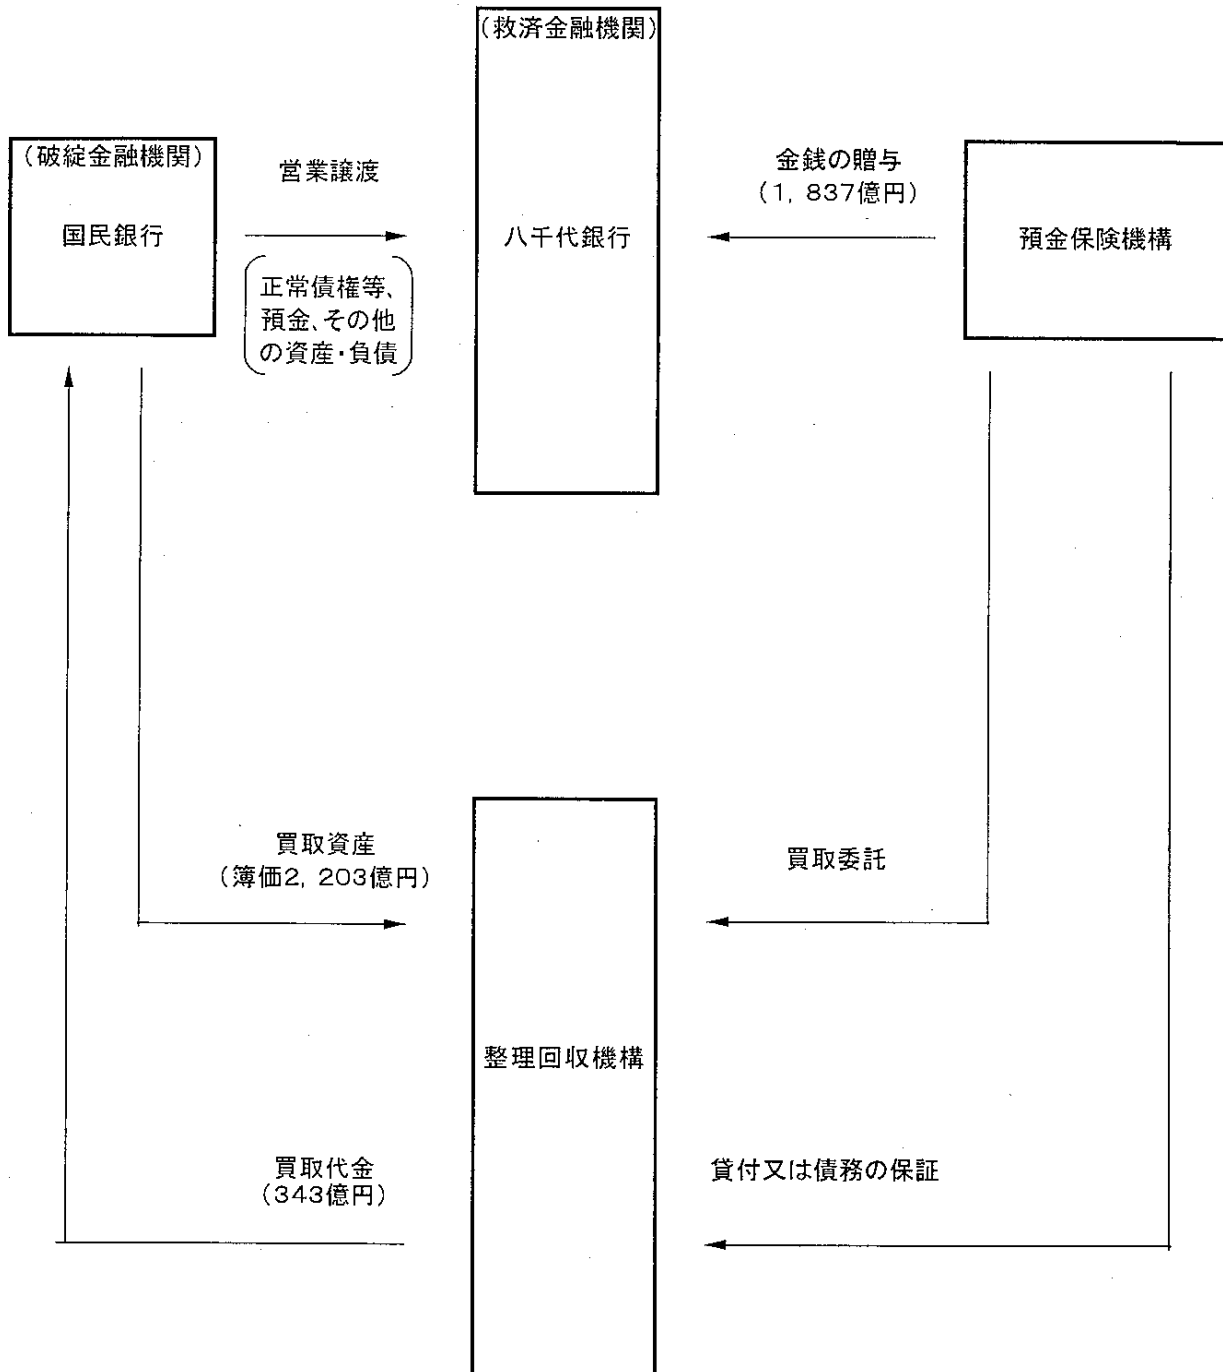 （救済金融機関）
（破綻金融機関）
営業譲渡
金銭の贈与
（1, 837億円）
国民銀行
八千代銀行
預金保険機構
正常債権等、
預金、その他
の資産・負債
買取資産
（簿価2, 203億円）
買取委託
整理回収機構
買取代金
（343億円）
貸付又は債務の保証